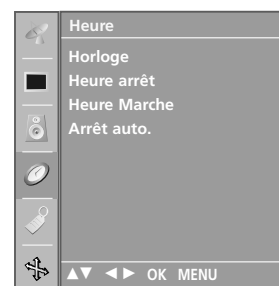 Heure
Horloge
Heure arrêt
Heure Marche
Arrêt auto.
▲▼ ◄► OK MENU